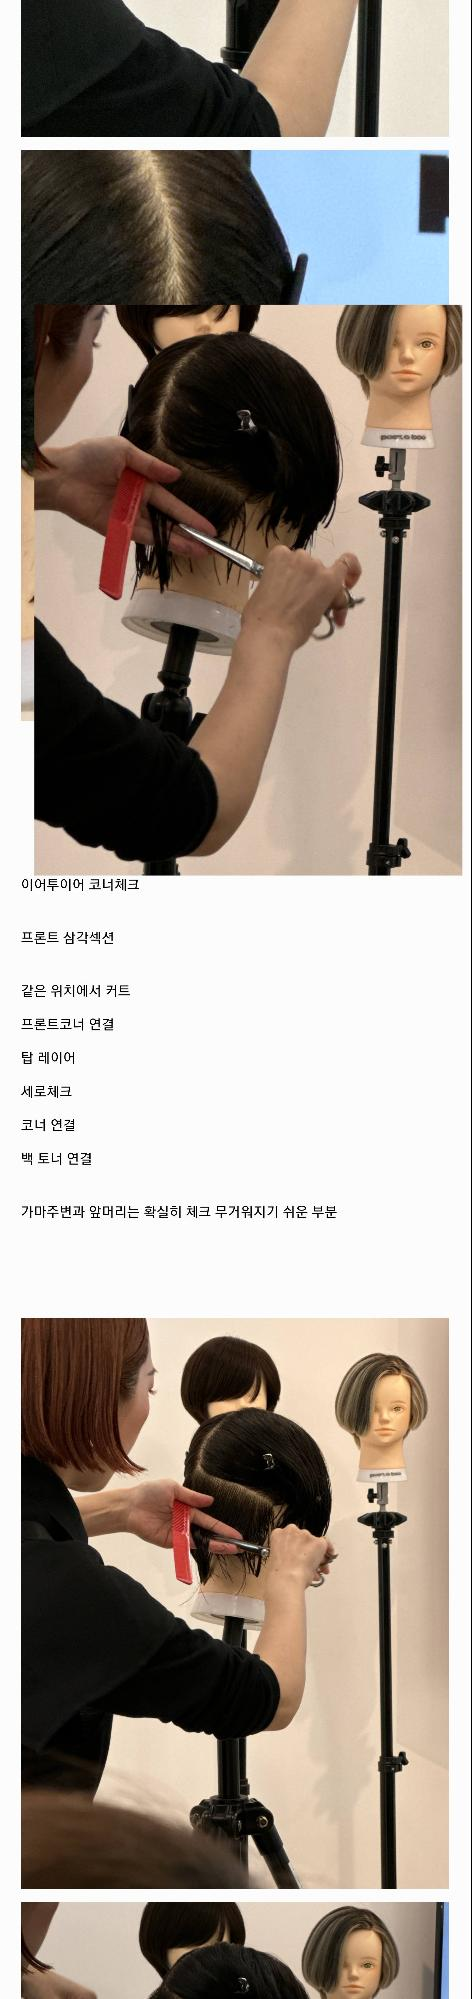 이어투이어 코너체크
프론트 삼각섹션
같은 위치에서 커트
프론트코너 연결
탑 레이어
세로체크
코너 연결
백 토너 연결
가마주변과 앞머리는 확실히 체크 무거워지기 쉬운 부분